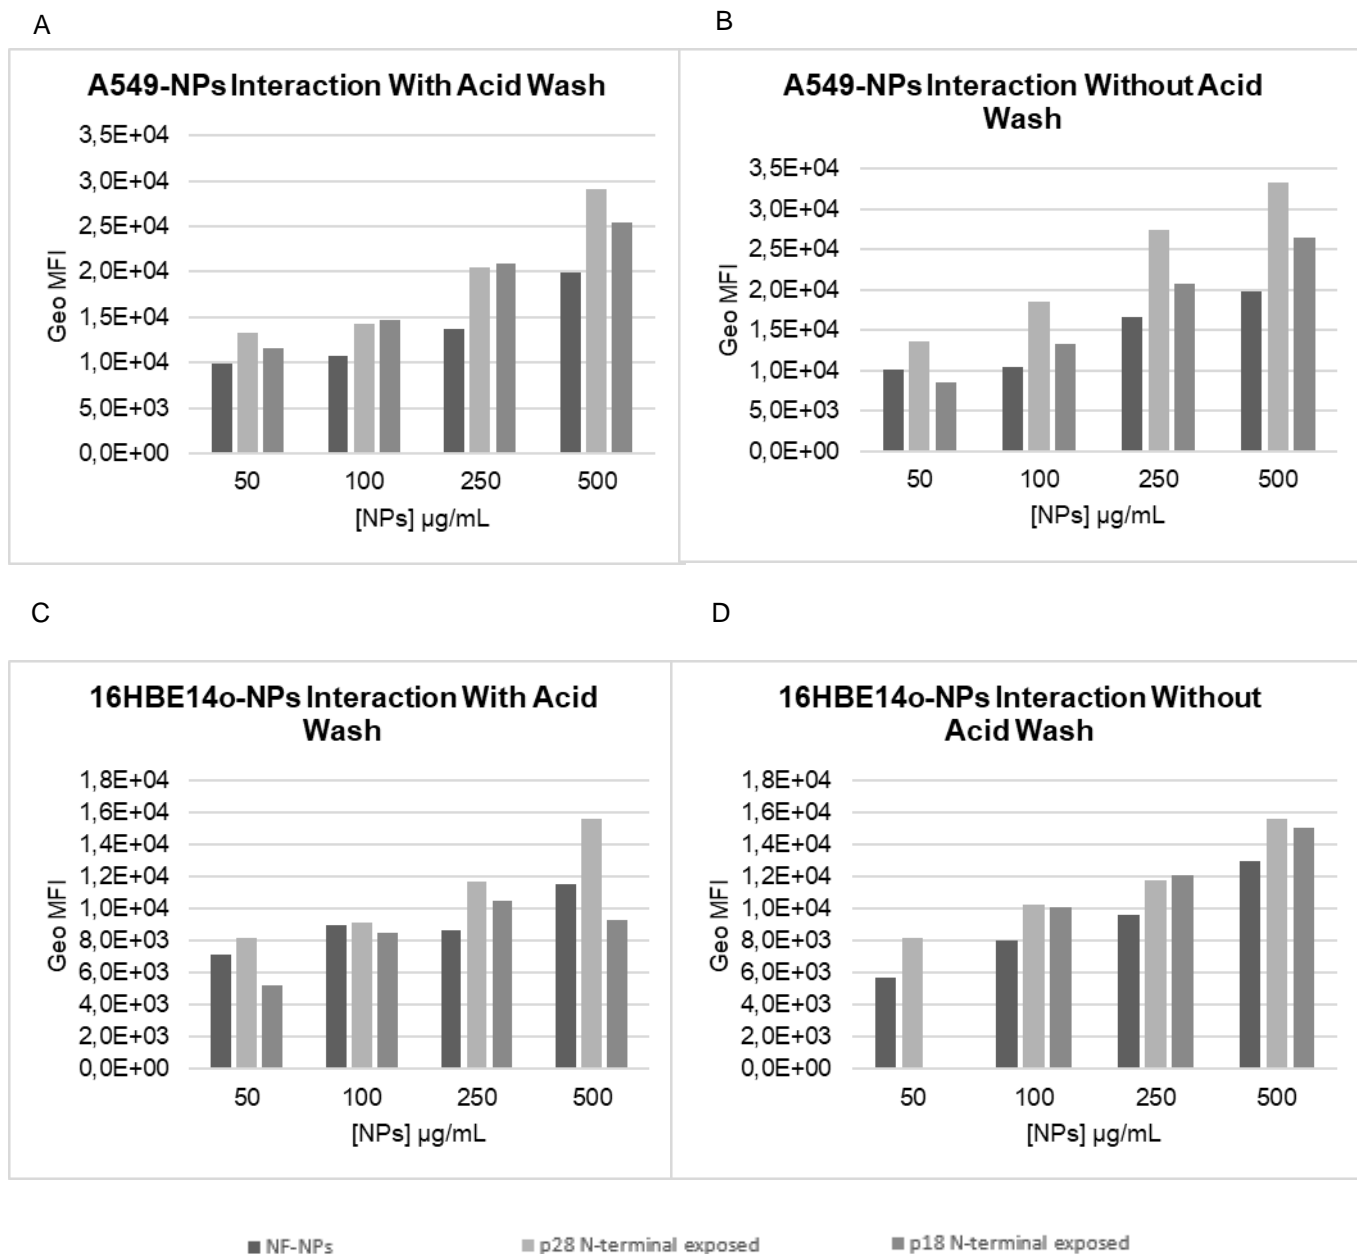 A
A549-NPs Interaction With Acid Wash
3,5E+04
3,0E+04
2,5E+04
2,0E+04
1,5E+04
1,0E+04
5,0E+03
0,0E+00
Geo MFI
50 100 250 500
[NPs] µg/mL
B
A549-NPs Interaction Without Acid
Wash
3,5E+04
3,0E+04
2,5E+04
2,0E+04
1,5E+04
1,0E+04
5,0E+03
0,0E+00
Geo MFI
50 100 250 500
[NPs] µg/mL
C
16HBE14o-NPs Interaction With Acid
Wash
1,8E+04
1,6E+04
1,4E+04
1,2E+04
1,0E+04
8,0E+03
6,0E+03
4,0E+03
2,0E+03
0,0E+00
Geo MFI
50 100 250 500
[NPs] µg/mL
D
16HBE14o-NPs Interaction Without
Acid Wash
1,8E+04
1,6E+04
1,4E+04
1,2E+04
1,0E+04
8,0E+03
6,0E+03
4,0E+03
2,0E+03
0,0E+00
Geo MFI
50 100 250 500
[NPs] µg/mL
NF-NPs p28 N-terminal exposed p18 N-terminal exposed